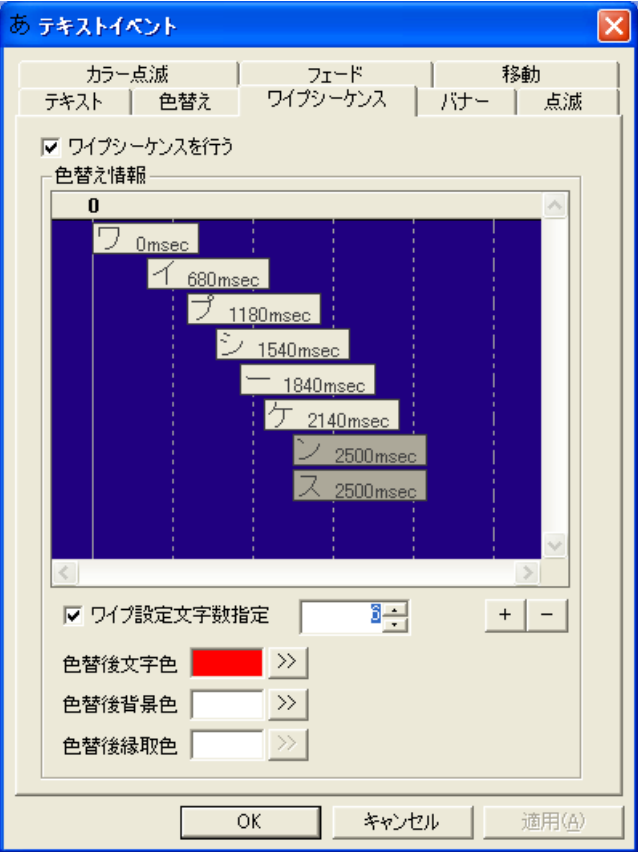 あ テキストイベント
カラー点滅 フェード 移動
テキスト 色替え ワイプシーケンス バナー 点滅
ワイプシーケンスを行う
色替え情報
0
ワ 0msec
イ 680msec
プ 1180msec
シ 1540msec
ー 1840msec
ケ 2140msec
ン 2500msec
ス 2500msec
ワイプ設定文字数指定 6 + -
色替後文字色 >>
色替後背景色 >>
色替後縁取色 >>
OK キャンセル 適用(A)